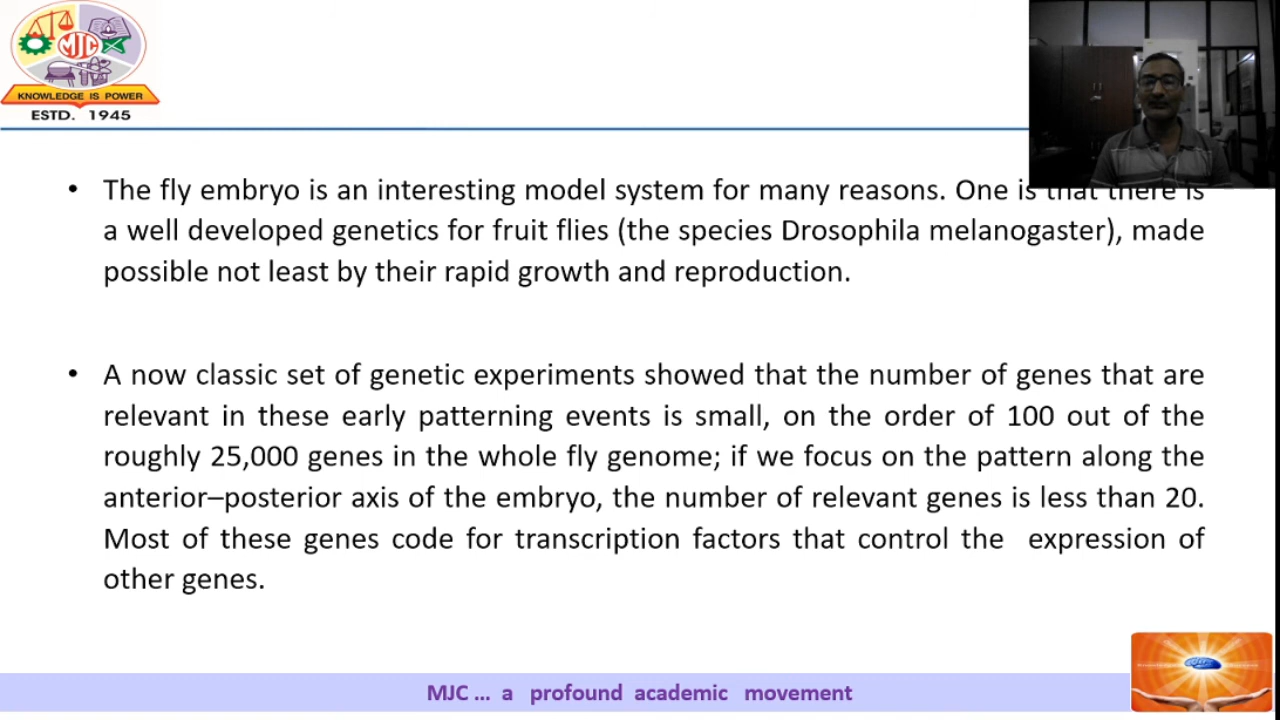 MJC
KNOWLEDGE IS POWER
ESTD. 1945
• The fly embryo is an interesting model system for many reasons. One is that there is
a well developed genetics for fruit flies (the species Drosophila melanogaster), made
possible not least by their rapid growth and reproduction.
• A now classic set of genetic experiments showed that the number of genes that are
relevant in these early patterning events is small, on the order of 100 out of the
roughly 25,000 genes in the whole fly genome; if we focus on the pattern along the
anterior–posterior axis of the embryo, the number of relevant genes is less than 20.
Most of these genes code for transcription factors that control the  expression of
other genes.
MJC ... a profound academic movement